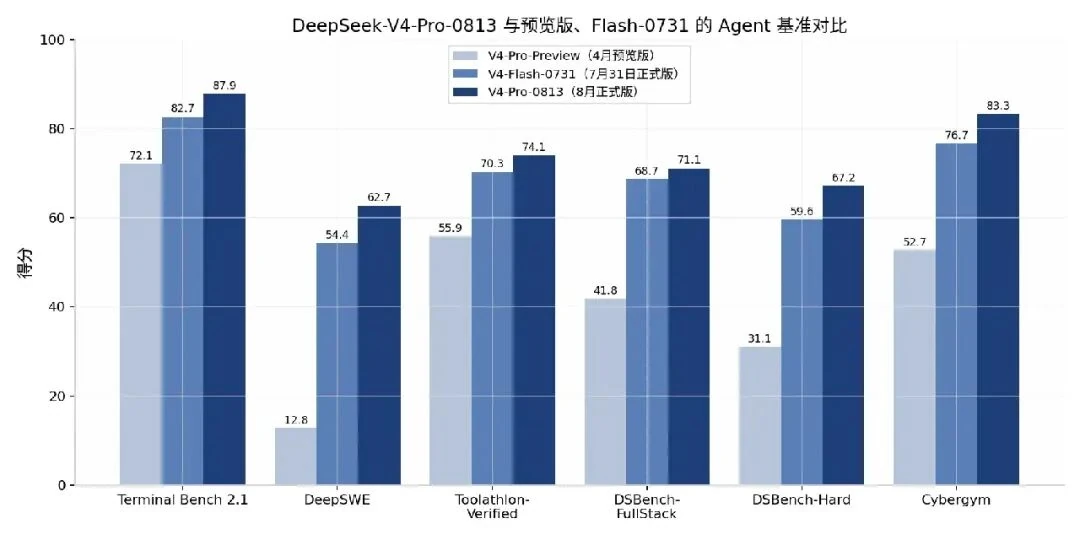 DeepSeek-V4-Pro-0813 与预览版、Flash-0731 的 Agent 基准对比
V4-Pro-Preview（4月预览版）
V4-Flash-0731（7月31日正式版）
V4-Pro-0813（8月正式版）
得分
100
80
60
40
20
0
72.1
82.7
87.9
12.8
54.4
62.7
55.9
70.3
74.1
41.8
68.7
71.1
31.1
59.6
67.2
52.7
76.7
83.3
Terminal Bench 2.1
DeepSWE
Toolathlon-
Verified
DSBench-
FullStack
DSBench-Hard
Cybergym